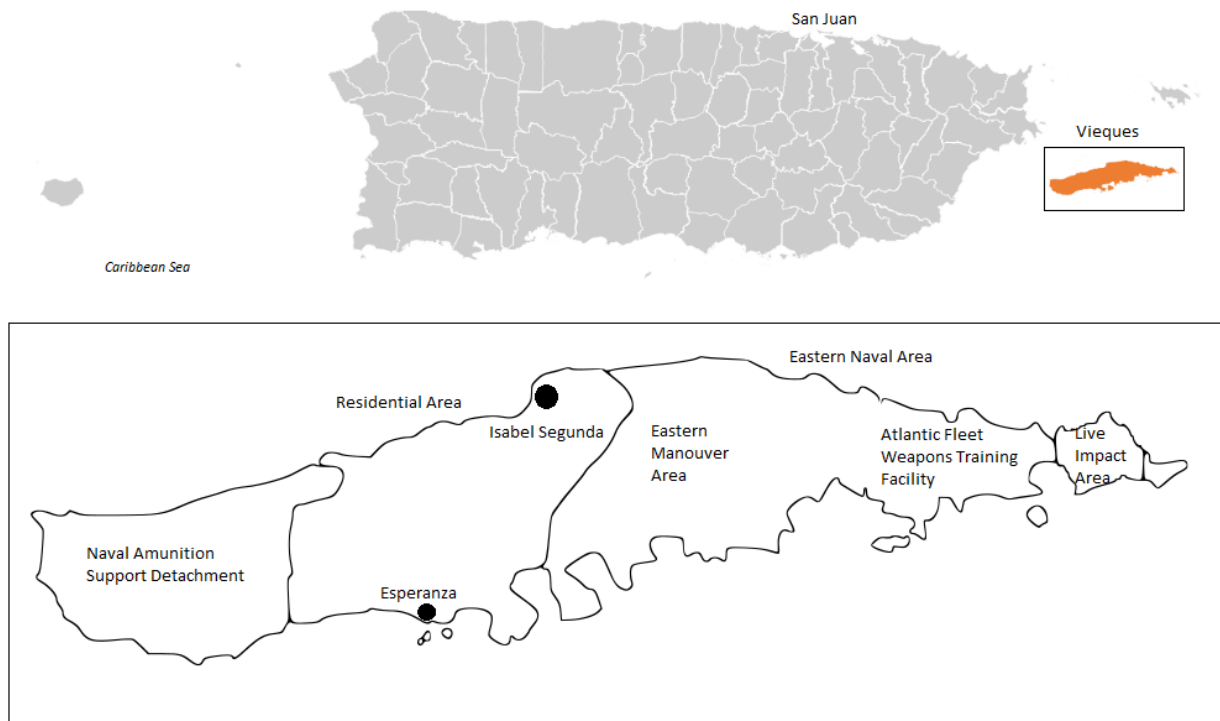 San Juan
Vieques
Caribbean Sea
Eastern Naval Area
Residential Area
Isabel Segunda
Eastern
Manouver
Area
Atlantic Fleet
Weapons Training
Facility
Live
Impact
Area
Naval Amunition
Support Detachment
Esperanza